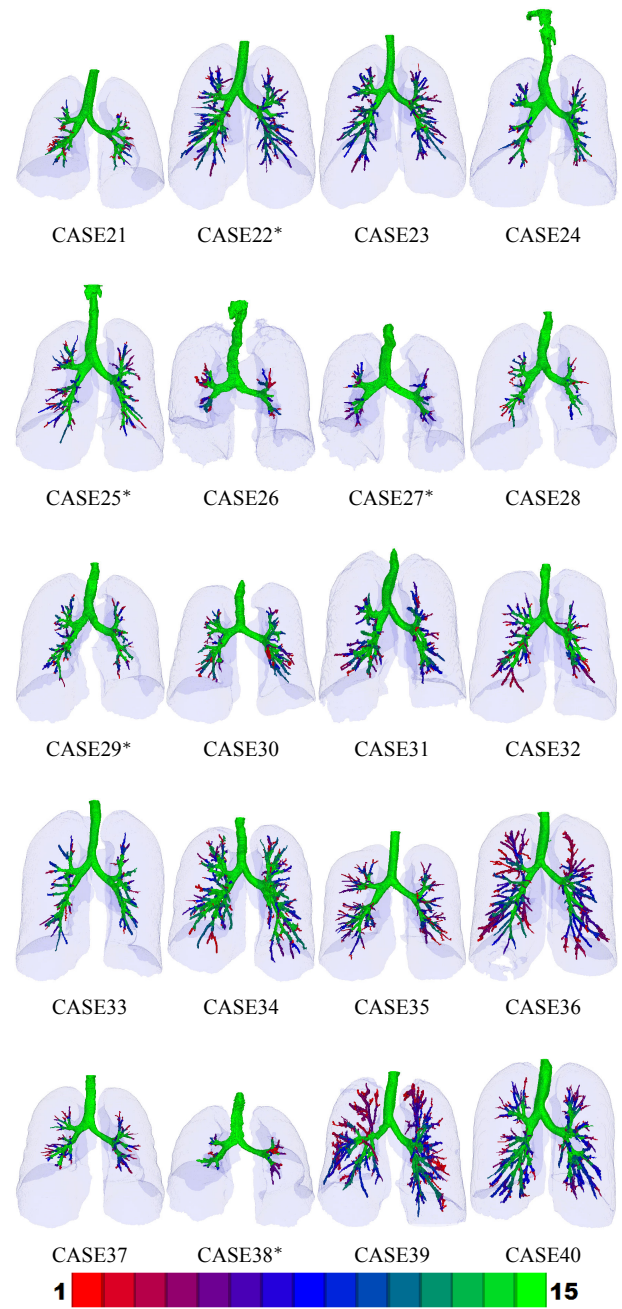 CASE21 CASE22* CASE23 CASE24
CASE25* CASE26 CASE27* CASE28
CASE29* CASE30 CASE31 CASE32
CASE33 CASE34 CASE35 CASE36
CASE37 CASE38* CASE39 CASE40
1 15